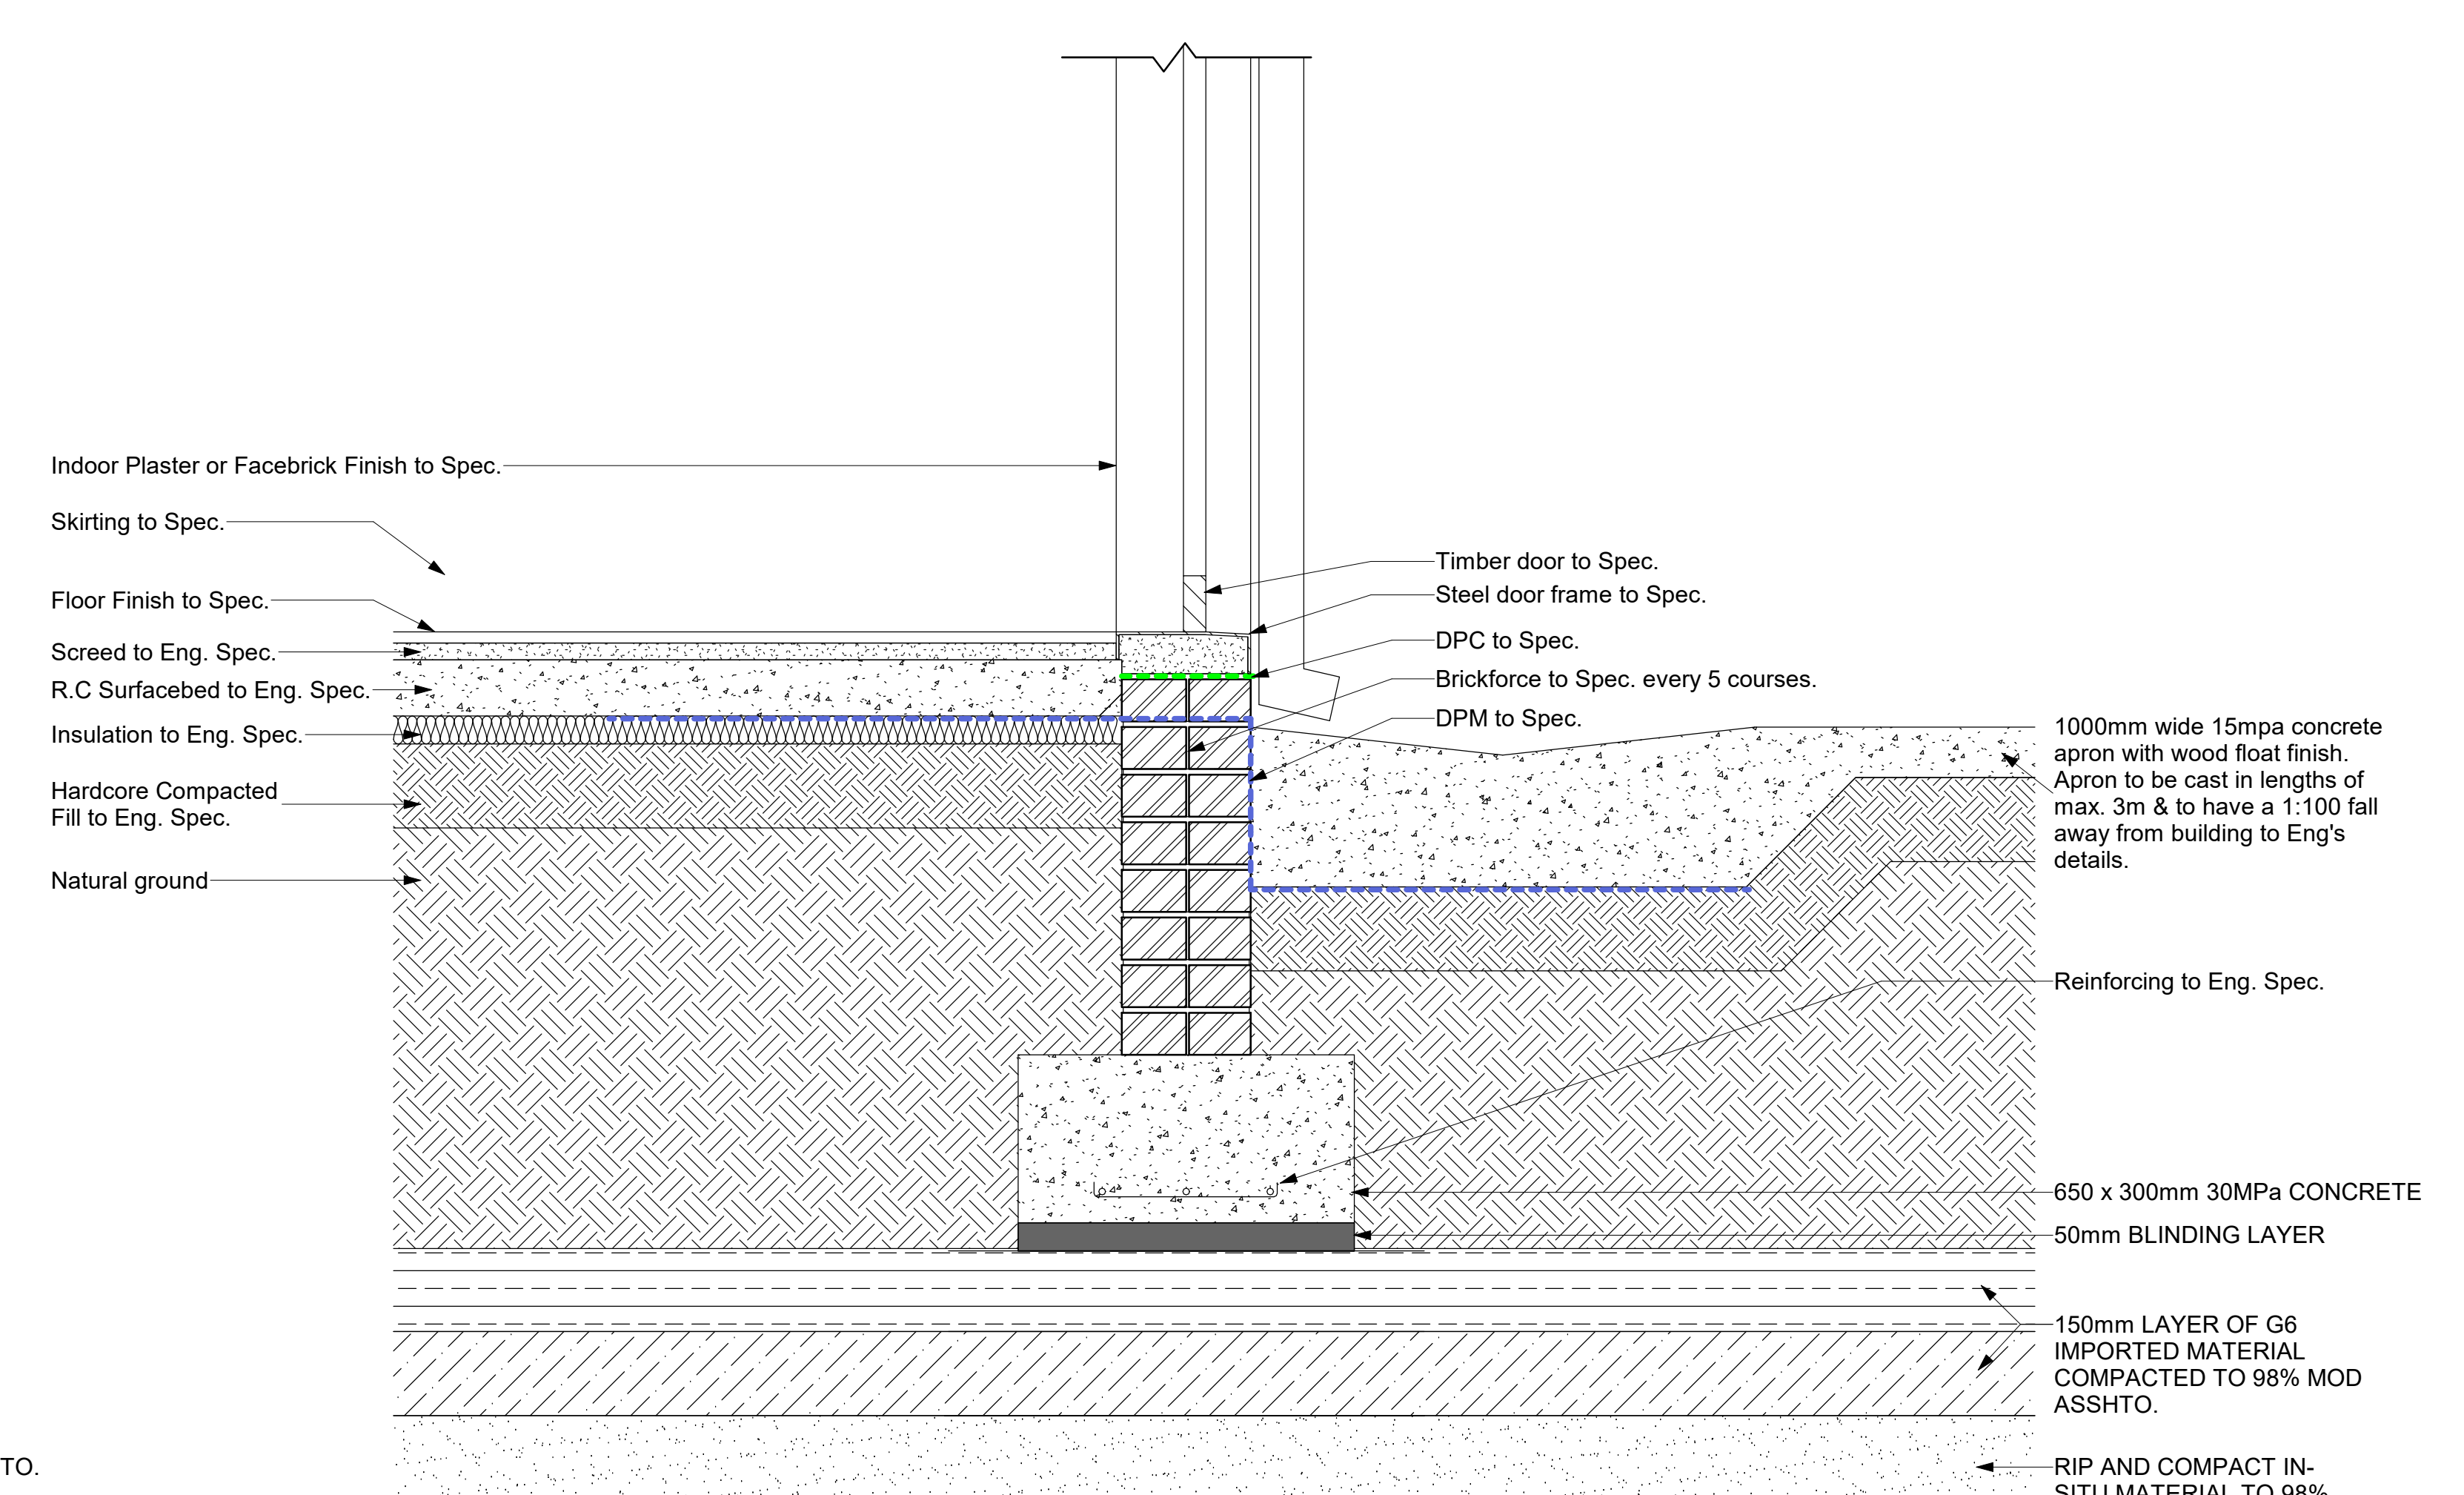 Indoor Plaster or Facebrick Finish to Spec.
Skirting to Spec.
Floor Finish to Spec.
Screed to Eng. Spec.
R.C Surfacebed to Eng. Spec.
Insulation to Eng. Spec.
Hardcore Compacted
Fill to Eng. Spec.
Natural ground
TO.
Timber door to Spec.
Steel door frame to Spec.
DPC to Spec.
Brickforce to Spec. every 5 courses.
DPM to Spec.
1000mm wide 15mpa concrete
apron with wood float finish.
Apron to be cast in lengths of
max. 3m & to have a 1:100 fall
away from building to Eng's
details.
Reinforcing to Eng. Spec.
650 x 300mm 30MPa CONCRETE
50mm BLINDING LAYER
150mm LAYER OF G6
IMPORTED MATERIAL
COMPACTED TO 98% MOD
ASSHTO.
RIP AND COMPACT IN-
SITU MATERIAL TO 98%